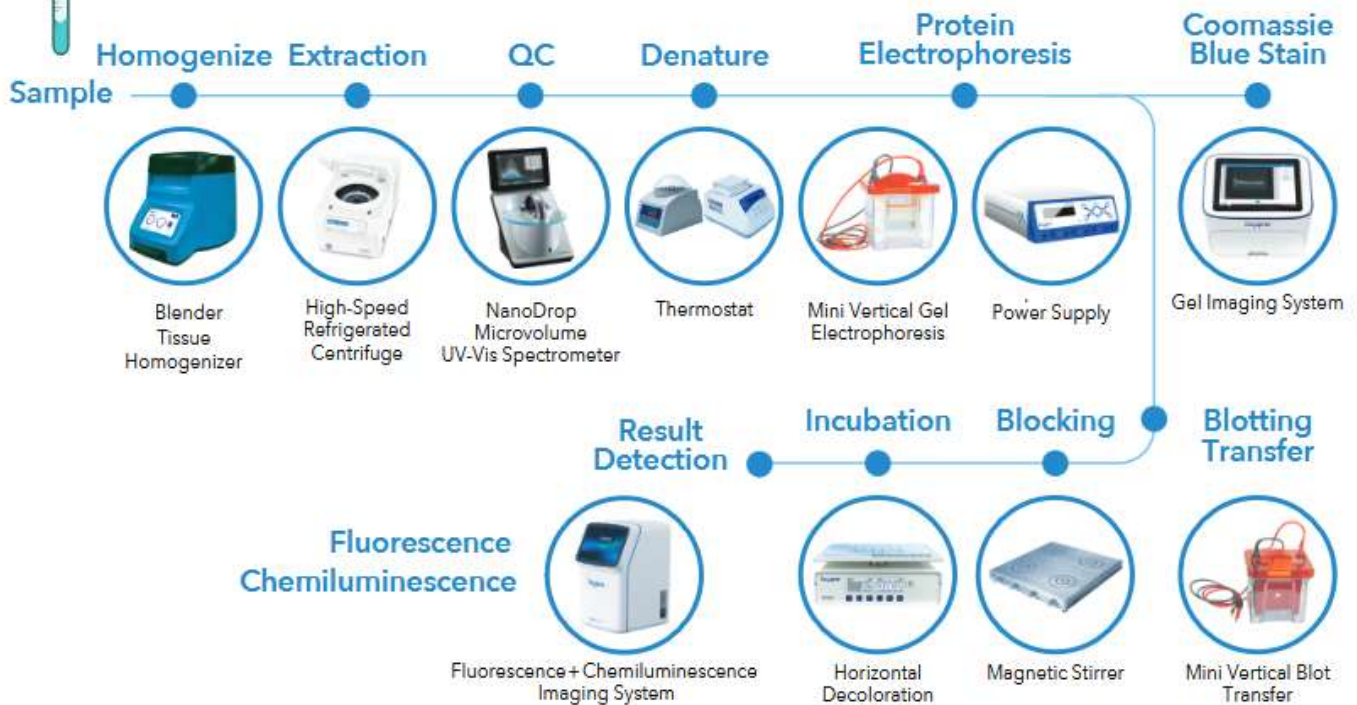 Protein
Electrophoresis
Coomassie
Blue Stain
Homogenize
Extraction
QC
Denature
Sample
Blender
Tissue
Homogenizer
High-Speed
Refrigerated
Centrifuge
NanoDrop
Microvolume
UV-Vis Spectrometer
Thermostat
Mini Vertical Gel
Electrophoresis
Power Supply
Gel Imaging System
Result
Detection
Incubation
Blocking
Blotting
Transfer
Fluorescence
Chemiluminescence
Fluorescence + Chemiluminescence
Imaging System
Horizontal
Decoloration
Magnetic Stirrer
Mini Vertical Blot
Transfer